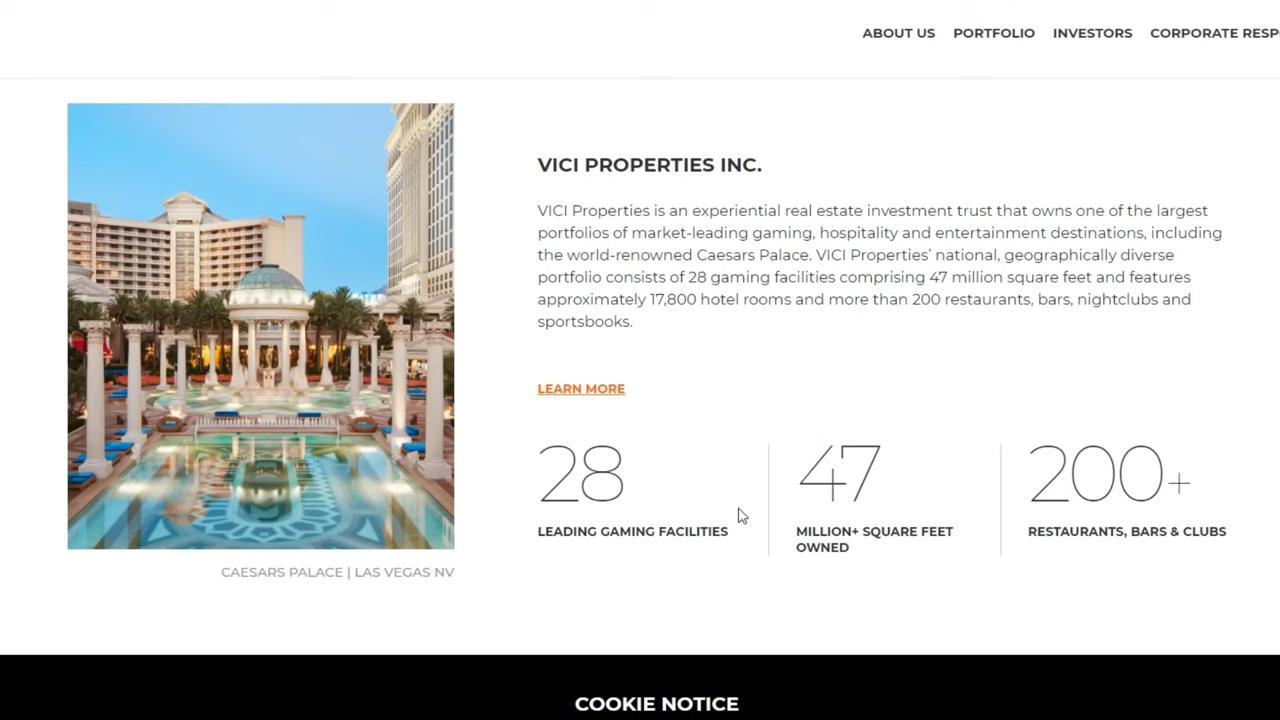 ABOUT US PORTFOLIO INVESTORS CORPORATE RESP
VICI PROPERTIES INC.
VICI Properties is an experiential real estate investment trust that owns one of the largest
portfolios of market-leading gaming, hospitality and entertainment destinations, including
the world-renowned Caesars Palace. VICI Properties’ national, geographically diverse
portfolio consists of 28 gaming facilities comprising 47 million square feet and features
approximately 17,800 hotel rooms and more than 200 restaurants, bars, nightclubs and
sportsbooks.
LEARN MORE
28 47 200+
LEADING GAMING FACILITIES MILLION+ SQUARE FEET RESTAURANTS, BARS & CLUBS
OWNED
CAESARS PALACE | LAS VEGAS NV
COOKIE NOTICE